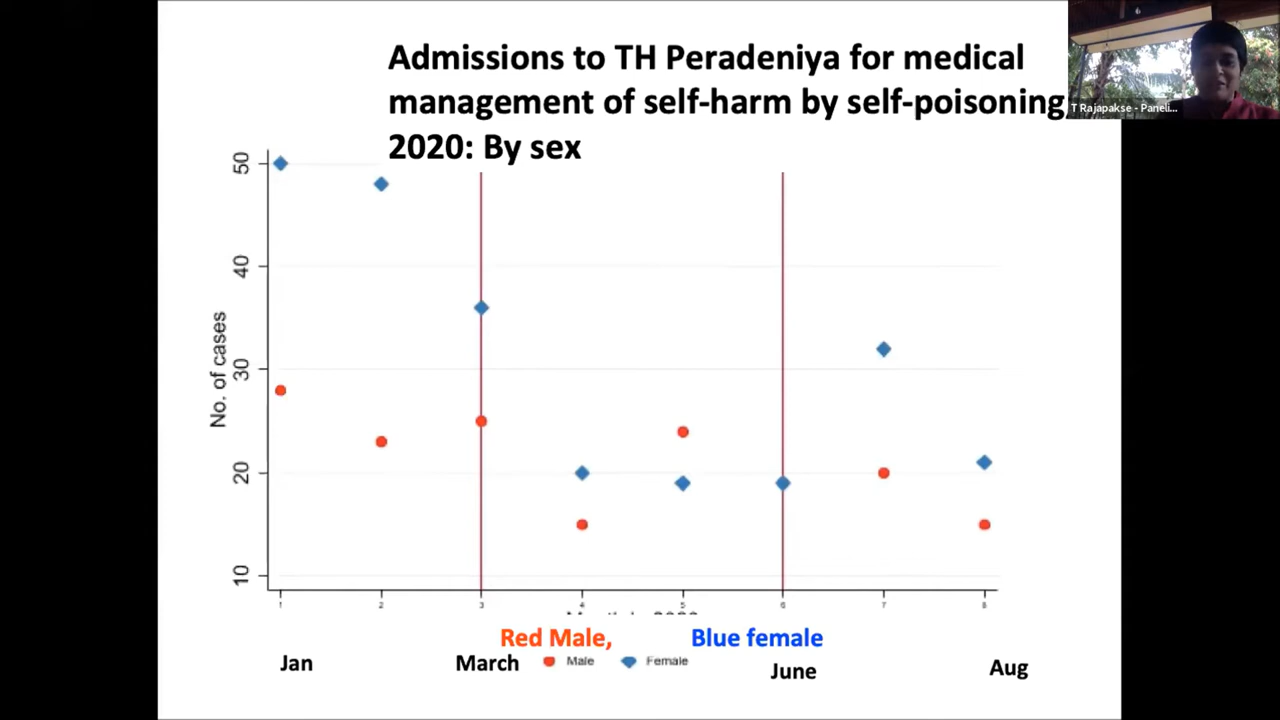 Admissions to TH Peradeniya for medical
management of self-harm by self-poisoning,
2020: By sex
T Rajapakse - Paneli...
50
40
30
20
10
No. of cases
1 2 3 4 5 6 7 8
Red Male, Blue female
Male Female
Jan March June Aug